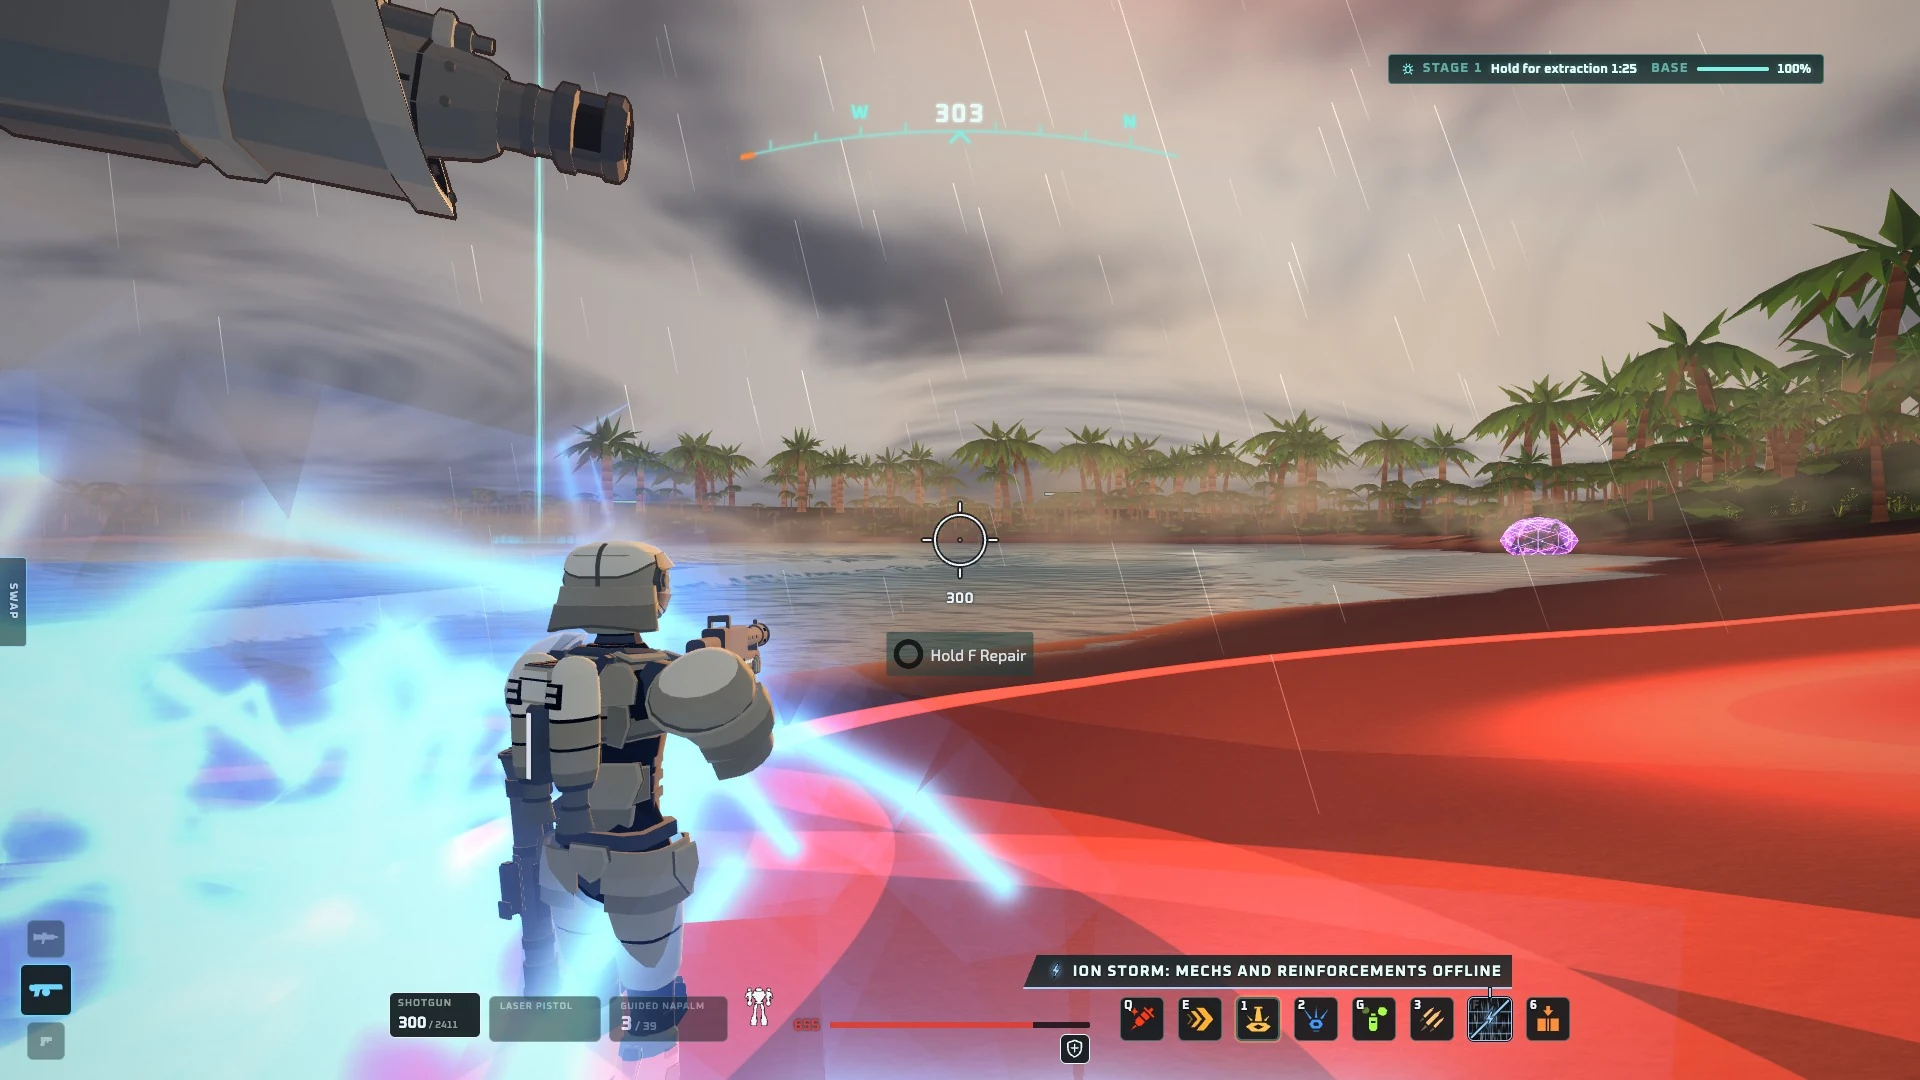 STAGE 1 Hold for extraction 1:25 BASE 100%
W 303 N
300
Hold F Repair
SWAP
ION STORM: MECHS AND REINFORCEMENTS OFFLINE
SHOTGUN
300 / 2411
LASER PISTOL
GUIDED NAPALM
3 / 39
Q E 1 2 G 3 6